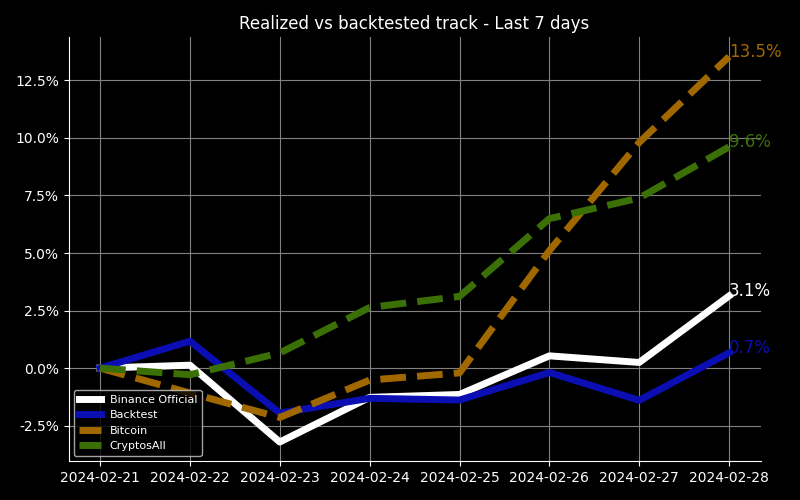 Realized vs backtested track - Last 7 days
13.5%
12.5%
10.0%
9.6%
7.5%
5.0%
2.5%
3.1%
0.7%
0.0%
-2.5%
Binance Official
Backtest
Bitcoin
CryptosAll
2024-02-21 2024-02-22 2024-02-23 2024-02-24 2024-02-25 2024-02-26 2024-02-27 2024-02-28